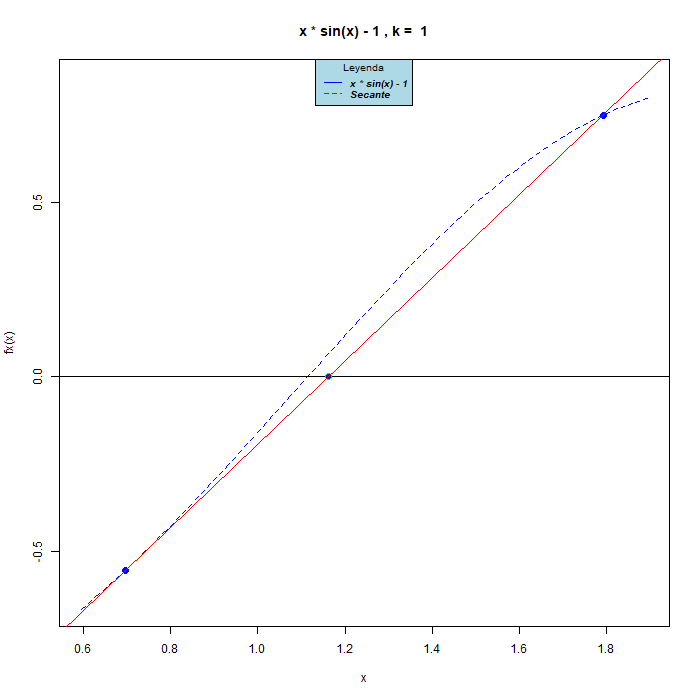 x * sin(x) - 1 , k =  1
Leyenda
x * sin(x) - 1
Secante
fx(x)
0.5
0.0
-0.5
0.6 0.8 1.0 1.2 1.4 1.6 1.8
x